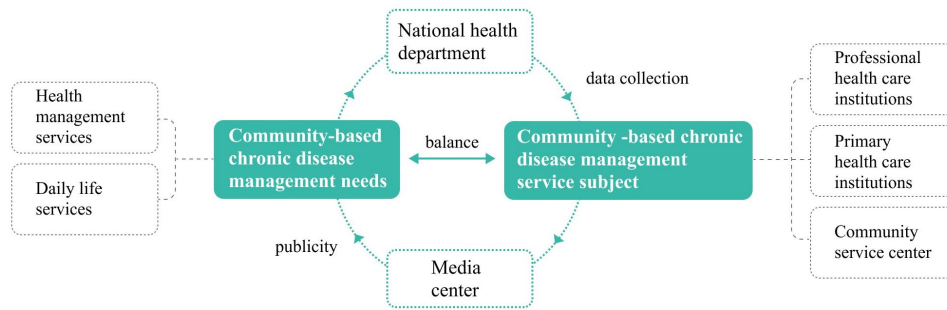 National health
department
data collection
Health
management
services
Daily life
services
Community-based
chronic disease
management needs
balance
Community -based chronic
disease management
service subject
Professional
health care
institutions
Primary
health care
institutions
Community
service center
publicity
Media
center